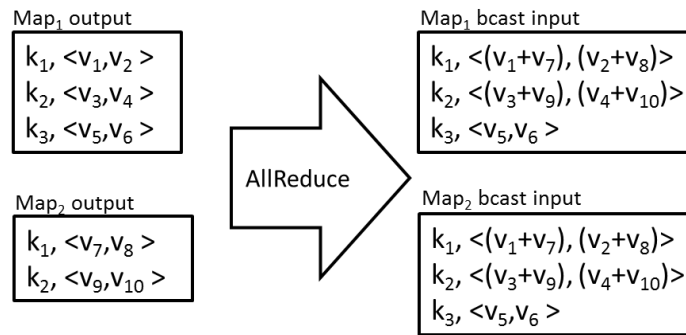 Map₁ output
k₁, <v₁,v₂ >
k₂, <v₃,v₄ >
k₃, <v₅,v₆ >
Map₂ output
k₁, <v₇,v₈ >
k₂, <v₉,v₁₀ >
AllReduce
Map₁ bcast input
k₁, <(v₁+v₇), (v₂+v₈)>
k₂, <(v₃+v₉), (v₄+v₁₀)>
k₃, <v₅,v₆ >
Map₂ bcast input
k₁, <(v₁+v₇), (v₂+v₈)>
k₂, <(v₃+v₉), (v₄+v₁₀)>
k₃, <v₅,v₆ >